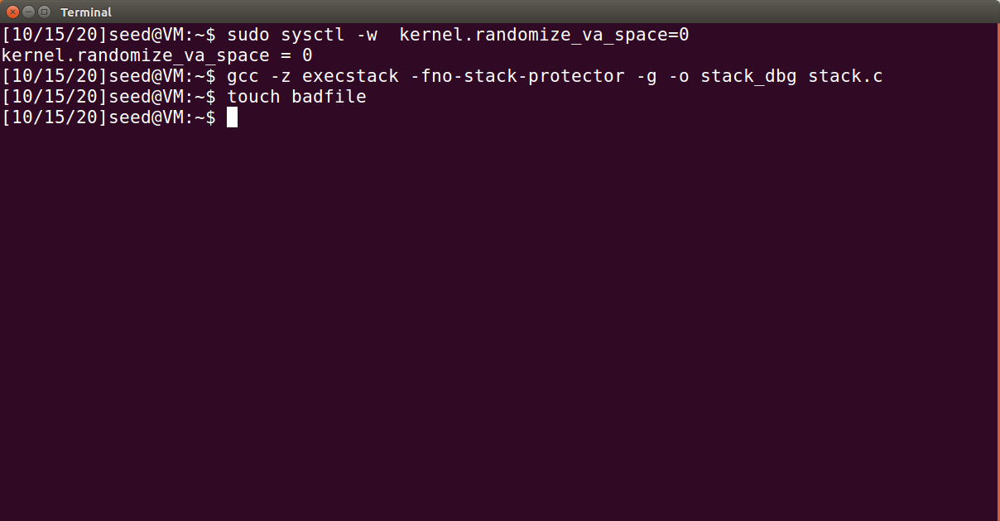 Terminal
[10/15/20]seed@VM:~$ sudo sysctl -w  kernel.randomize_va_space=0
kernel.randomize_va_space = 0
[10/15/20]seed@VM:~$ gcc -z execstack -fno-stack-protector -g -o stack_dbg stack.c
[10/15/20]seed@VM:~$ touch badfile
[10/15/20]seed@VM:~$